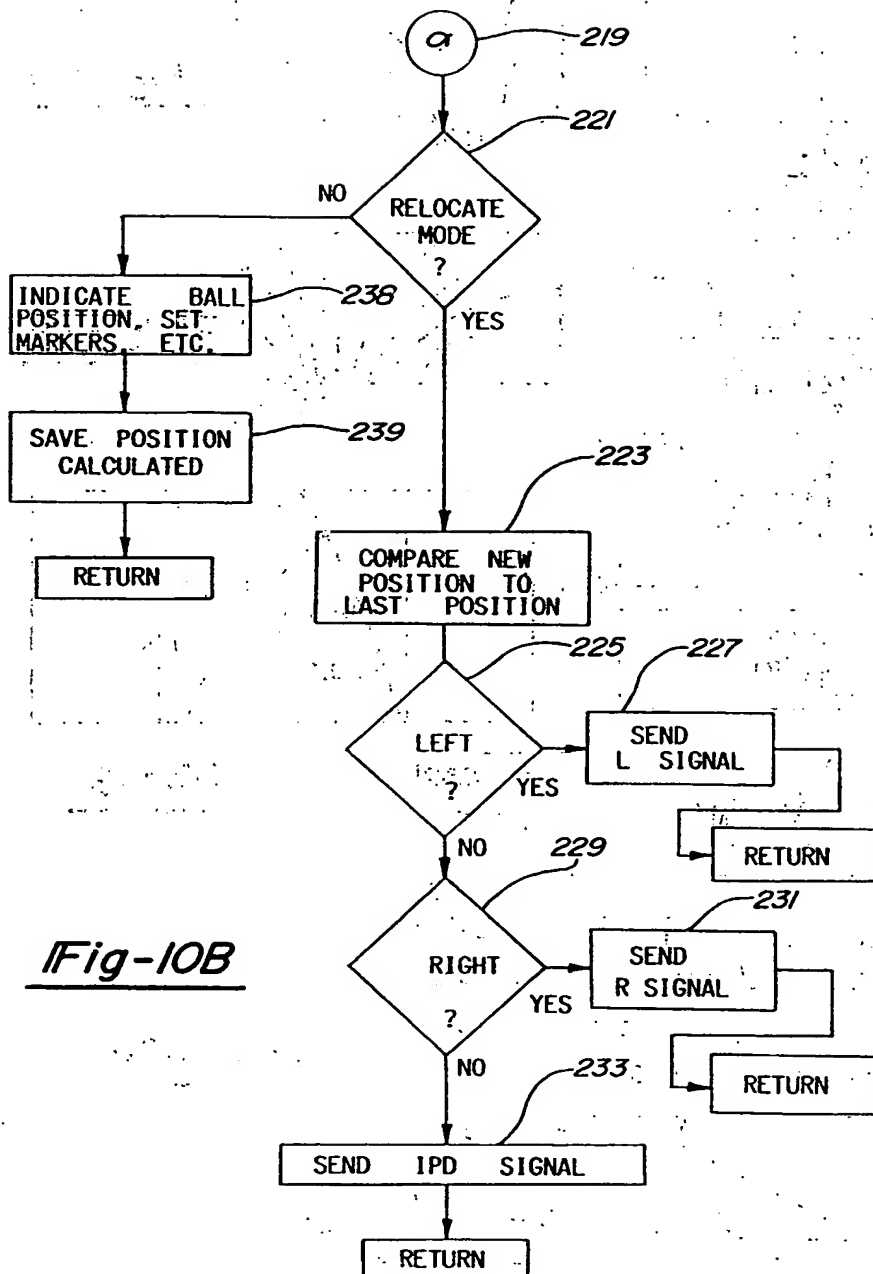 a
219
221
RELOCATE
MODE
?
NO
YES
INDICATE BALL
POSITION, SET
MARKERS, ETC.
238
SAVE POSITION
CALCULATED
239
RETURN
223
COMPARE NEW
POSITION TO
LAST POSITION
225
LEFT
?
YES
NO
227
SEND
L SIGNAL
RETURN
229
RIGHT
?
YES
NO
231
SEND
R SIGNAL
RETURN
Fig-10B
233
SEND IPD SIGNAL
RETURN